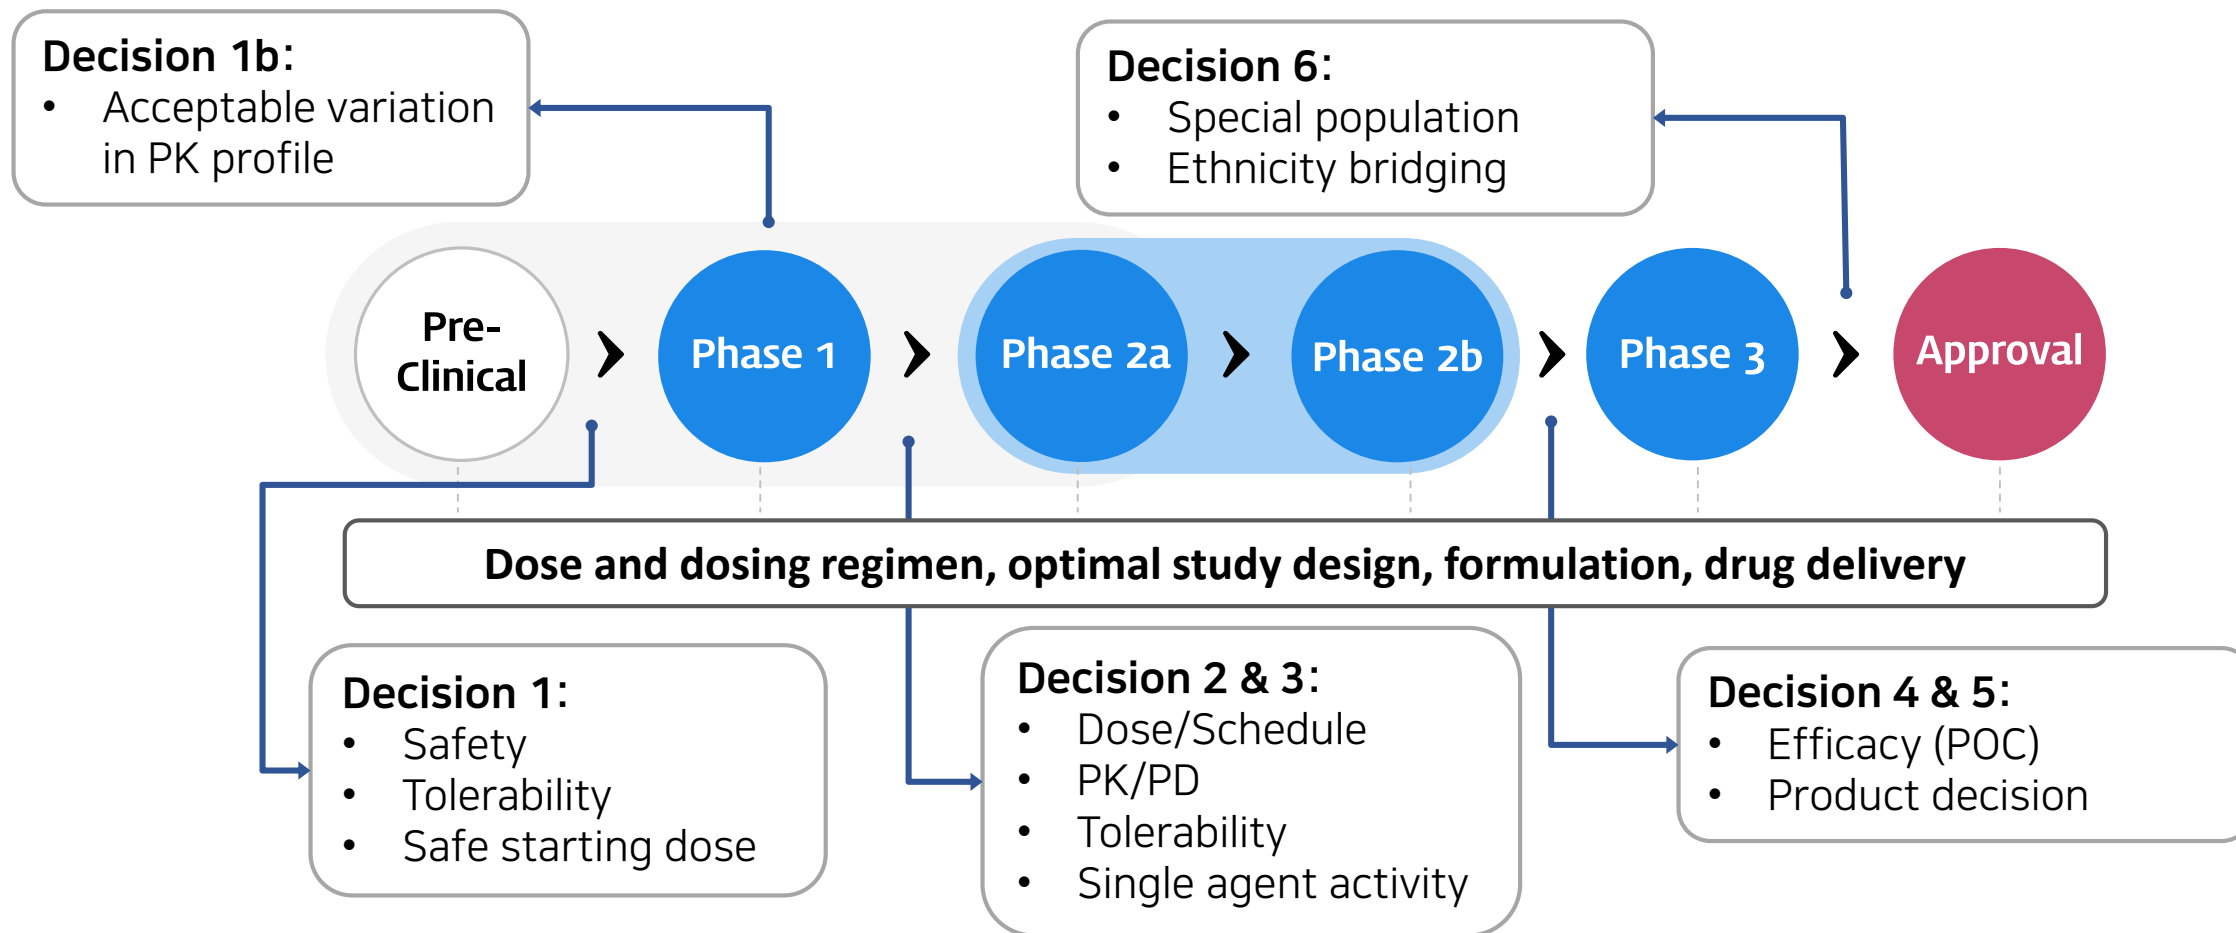 Decision 1b:
• Acceptable variation
in PK profile
Decision 6:
• Special population
• Ethnicity bridging
Pre-
Clinical
Phase 1
Phase 2a
Phase 2b
Phase 3
Approval
Dose and dosing regimen, optimal study design, formulation, drug delivery
Decision 1:
• Safety
• Tolerability
• Safe starting dose
Decision 2 & 3:
• Dose/Schedule
• PK/PD
• Tolerability
• Single agent activity
Decision 4 & 5:
• Efficacy (POC)
• Product decision